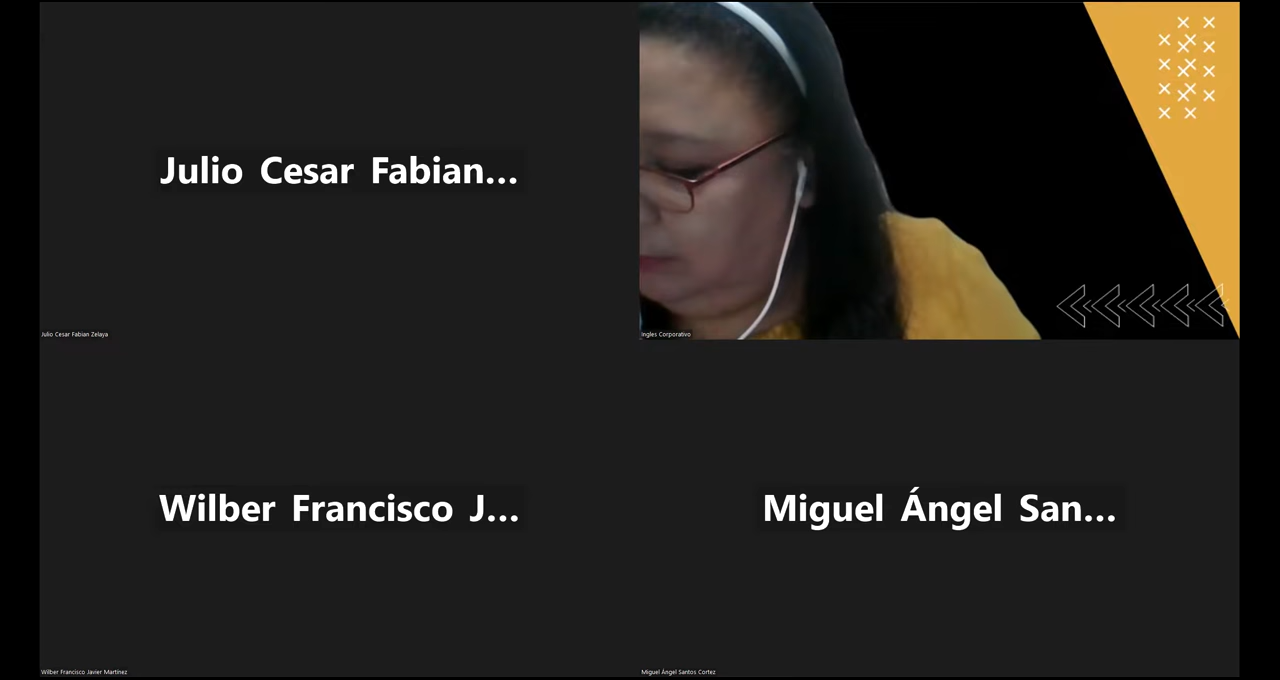 Julio Cesar Fabian...
Julio Cesar Fabian Zelaya
Ingles Corporativo
Wilber Francisco J...
Miguel Ángel San...
Wilber Francisco Javier Martínez
Miguel Ángel Santos Cortez